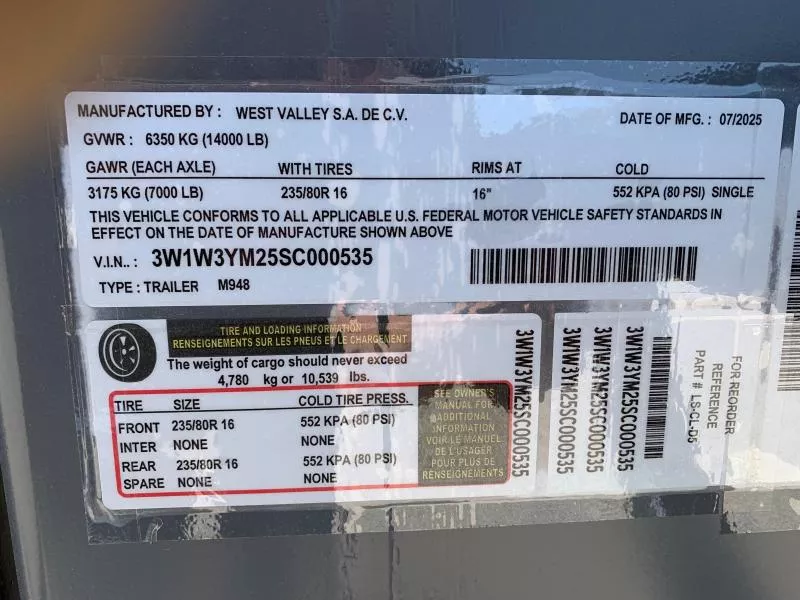 MANUFACTURED BY : WEST VALLEY S.A. DE C.V. DATE OF MFG. : 07/2025
GVWR : 6350 KG (14000 LB)
GAWR (EACH AXLE) WITH TIRES RIMS AT COLD
3175 KG (7000 LB) 235/80R 16 16" 552 KPA (80 PSI) SINGLE
THIS VEHICLE CONFORMS TO ALL APPLICABLE U.S. FEDERAL MOTOR VEHICLE SAFETY STANDARDS IN
EFFECT ON THE DATE OF MANUFACTURE SHOWN ABOVE
V.I.N.. : 3W1W3YM25SC000535
TYPE : TRAILER M948
TIRE AND LOADING INFORMATION
RENSEIGNEMENTS SUR LES PNEUS ET LE CHARGEMENT
The weight of cargo should never exceed
4,780 kg or 10,539 lbs.
TIRE SIZE COLD TIRE PRESS.
FRONT 235/80R 16 552 KPA (80 PSI)
INTER NONE NONE
REAR 235/80R 16 552 KPA (80 PSI)
SPARE NONE NONE
SEE OWNER'S
MANUAL FOR
ADDITIONAL
INFORMATION
VOIR LE MANUEL
DE L'USAGER
POUR PLUS DE
RENSEIGNEMENTS
3W1W3YM25SC000535
3W1W3YM25SC000535
3W1W3YM25SC000535
3W1W3YM25SC000535
FOR REORDER
REFERENCE
PART # LS-CL-D5